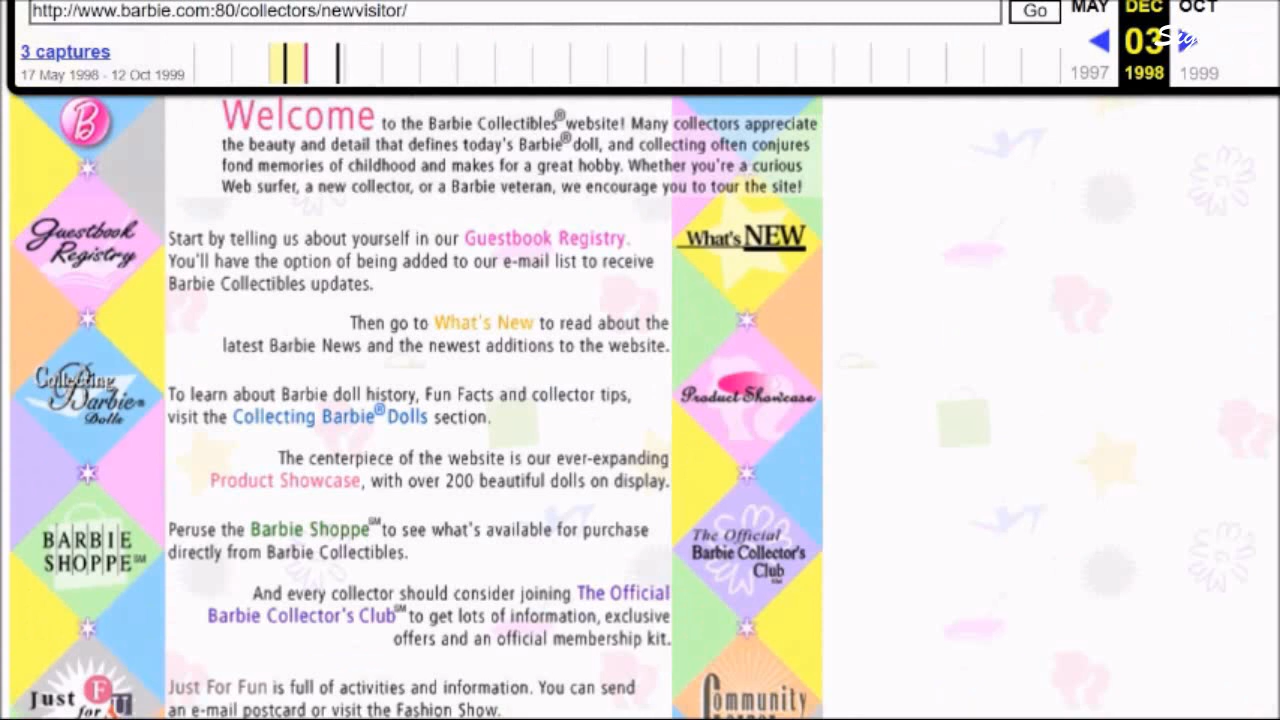 http://www.barbie.com:80/collectors/newvisitor/
Go
MAY DEC OCT
3 captures
03
17 May 1998 - 12 Oct 1999
1997 1998 1999
B
Welcome to the Barbie Collectibles® website! Many collectors appreciate
the beauty and detail that defines today's Barbie® doll, and collecting often conjures
fond memories of childhood and makes for a great hobby. Whether you're a curious
Web surfer, a new collector, or a Barbie veteran, we encourage you to tour the site!
Guestbook
Registry
Start by telling us about yourself in our Guestbook Registry.
You'll have the option of being added to our e-mail list to receive
Barbie Collectibles updates.
What's NEW
Then go to What's New to read about the
latest Barbie News and the newest additions to the website.
Collecting
Barbie®
Dolls
To learn about Barbie doll history, Fun Facts and collector tips,
visit the Collecting Barbie® Dolls section.
Product Showcase
The centerpiece of the website is our ever-expanding
Product Showcase, with over 200 beautiful dolls on display.
BARBIE
SHOPPE℠
Peruse the Barbie Shoppe℠ to see what's available for purchase
directly from Barbie Collectibles.
The Official
Barbie Collector's
Club℠
And every collector should consider joining The Official
Barbie Collector's Club℠ to get lots of information, exclusive
offers and an official membership kit.
Just F
for U
Just For Fun is full of activities and information. You can send
an e-mail postcard or visit the Fashion Show.
Community